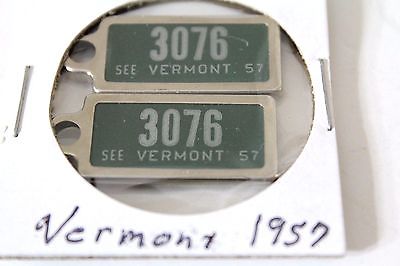 3076
SEE VERMONT. 57
3076
SEE VERMONT 57
Vermont 1957